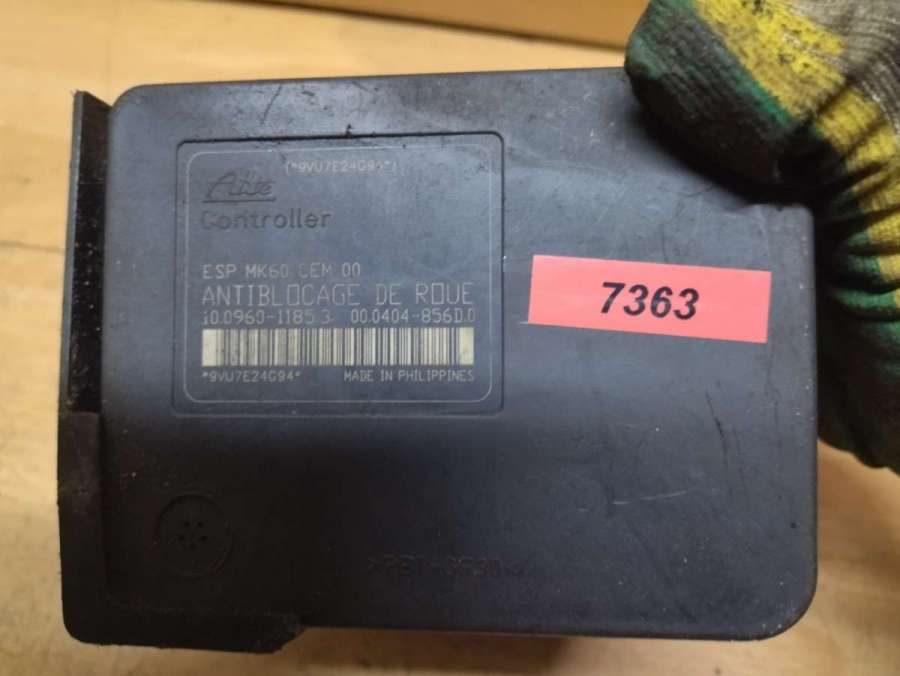 (*9VU7E24G94*)
Ate
Controller
ESP MK60 CEM 00
ANTIBLOCAGE DE ROUE
10.0960-1185.3 00.0404-856D.0
*9VU7E24G94* MADE IN PHILIPPINES
7363